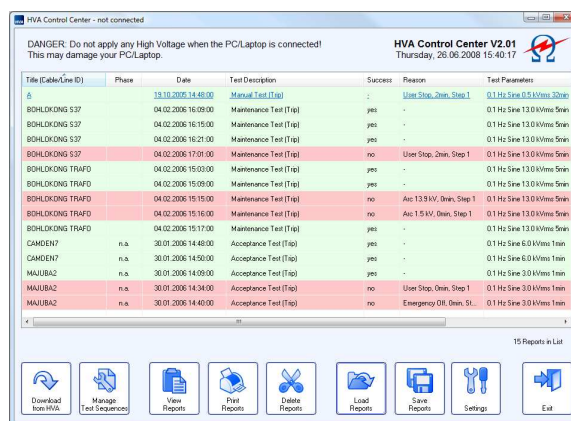 HVA Control Center - not connected
DANGER: Do not apply any High Voltage when the PC/Laptop is connected!
This may damage your PC/Laptop.
HVA Control Center V2.01
Thursday, 26.06.2008 15:40:17
Title (Cable/Line ID) Phase Date Test Description Success Reason Test Parameters
A 19.10.2005 14:48:00 Manual Test (Trip) - User Stop, 2min, Step 1 0.1 Hz Sine 0.5 kVrms 32min
BOHLOKONG S37 04.02.2006 16:09:00 Maintenance Test (Trip) yes - 0.1 Hz Sine 13.0 kVrms 5min
BOHLOKONG S37 04.02.2006 16:15:00 Maintenance Test (Trip) yes - 0.1 Hz Sine 13.0 kVrms 5min
BOHLOKONG S37 04.02.2006 16:21:00 Maintenance Test (Trip) yes - 0.1 Hz Sine 13.0 kVrms 5min
BOHLOKONG S37 04.02.2006 17:01:00 Maintenance Test (Trip) no User Stop, 2min, Step 1 0.1 Hz Sine 13.0 kVrms 5min
BOHLOKONG TRAFO 04.02.2006 15:03:00 Maintenance Test (Trip) yes - 0.1 Hz Sine 13.0 kVrms 5min
BOHLOKONG TRAFO 04.02.2006 15:09:00 Maintenance Test (Trip) yes - 0.1 Hz Sine 13.0 kVrms 5min
BOHLOKONG TRAFO 04.02.2006 15:15:00 Maintenance Test (Trip) no Arc 13.9 kV, 0min, Step 1 0.1 Hz Sine 13.0 kVrms 5min
BOHLOKONG TRAFO 04.02.2006 15:16:00 Maintenance Test (Trip) no Arc 1.5 kV, 0min, Step 1 0.1 Hz Sine 13.0 kVrms 5min
BOHLOKONG TRAFO 04.02.2006 15:17:00 Maintenance Test (Trip) yes - 0.1 Hz Sine 13.0 kVrms 5min
CAMDEN7 n.a. 30.01.2006 14:48:00 Acceptance Test (Trip) yes - 0.1 Hz Sine 6.0 kVrms 1min
CAMDEN7 n.a. 30.01.2006 14:50:00 Acceptance Test (Trip) yes - 0.1 Hz Sine 6.0 kVrms 1min
MAJUBA2 n.a. 30.01.2006 14:09:00 Acceptance Test (Trip) yes - 0.1 Hz Sine 3.0 kVrms 1min
MAJUBA2 n.a. 30.01.2006 14:34:00 Acceptance Test (Trip) no User Stop, 0min, Step 1 0.1 Hz Sine 3.0 kVrms 1min
MAJUBA2 n.a. 30.01.2006 14:40:00 Acceptance Test (Trip) no Emergency Off, 0min, St... 0.1 Hz Sine 3.0 kVrms 1min
15 Reports in List
Download Manage View Print Delete Load Save Settings Exit
from HVA Test Sequences Reports Reports Reports Reports Reports